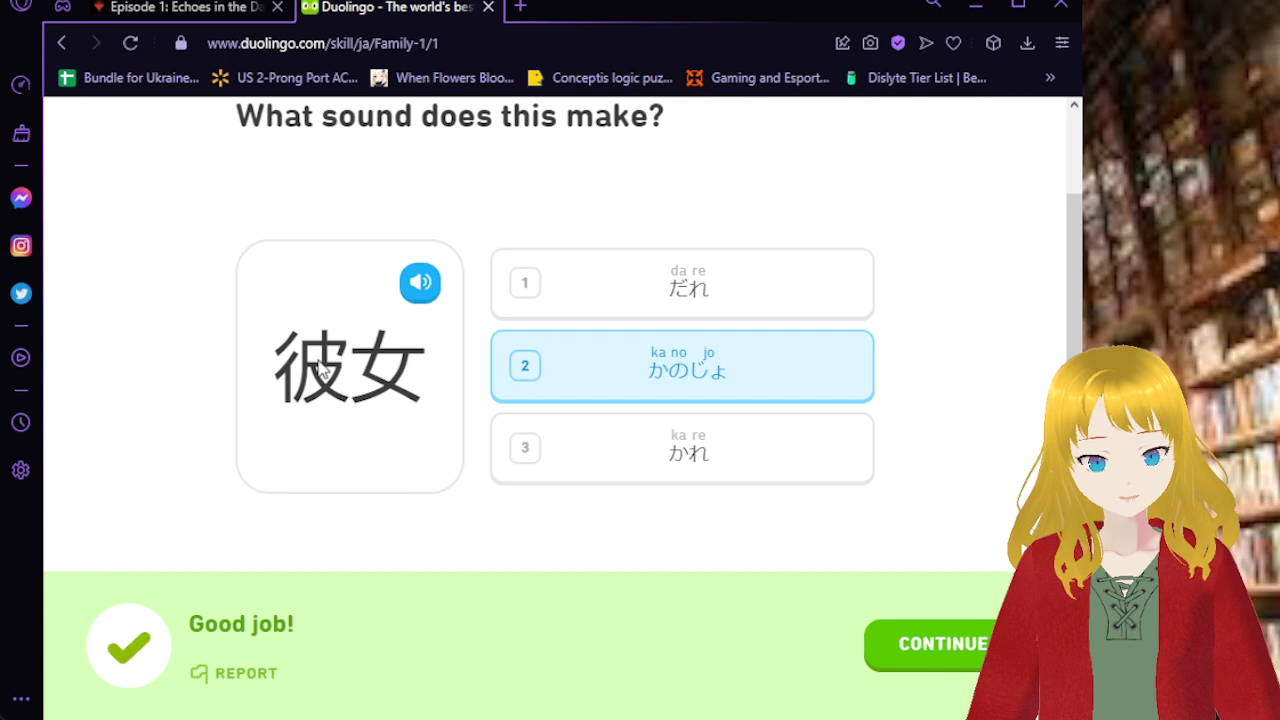 Episode 1: Echoes in the Da
Duolingo - The world's bes
www.duolingo.com/skill/ja/Family-1/1
Bundle for Ukraine...
US 2-Prong Port AC...
When Flowers Bloo...
Conceptis logic puz...
Gaming and Esport...
Dislyte Tier List | Be...
What sound does this make?
彼女
1
da re
だれ
2
ka no jo
かのじょ
3
ka re
かれ
Good job!
REPORT
CONTINUE